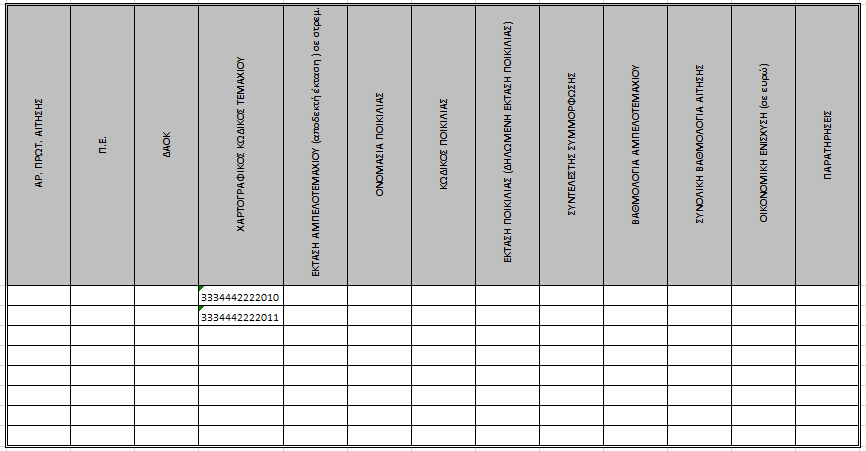 ΑΡ. ΠΡΩΤ. ΑΙΤΗΣΗΣ
Π.Ε.
ΔΑΟΚ
ΧΑΡΤΟΓΡΑΦΙΚΟΣ ΚΩΔΙΚΟΣ ΤΕΜΑΧΙΟΥ
ΕΚΤΑΣΗ ΑΜΠΕΛΟΤΕΜΑΧΙΟΥ (αποδεκτή έκταση ) σε στρεμ.
ΟΝΟΜΑΣΙΑ ΠΟΙΚΙΛΙΑΣ
ΚΩΔΙΚΟΣ ΠΟΙΚΙΛΙΑΣ
ΕΚΤΑΣΗ ΠΟΙΚΙΛΙΑΣ (ΔΗΛΩΜΕΝΗ ΕΚΤΑΣΗ ΠΟΙΚΙΛΙΑΣ)
ΣΥΝΤΕΛΕΣΤΗΣ ΣΥΜΜΟΡΦΩΣΗΣ
ΒΑΘΜΟΛΟΓΙΑ ΑΜΠΕΛΟΤΕΜΑΧΙΟΥ
ΣΥΝΟΛΙΚΗ ΒΑΘΜΟΛΟΓΙΑ ΑΙΤΗΣΗΣ
ΟΙΚΟΝΟΜΙΚΗ ΕΝΙΣΧΥΣΗ (σε ευρώ)
ΠΑΡΑΤΗΡΗΣΕΙΣ
3334442222010
3334442222011